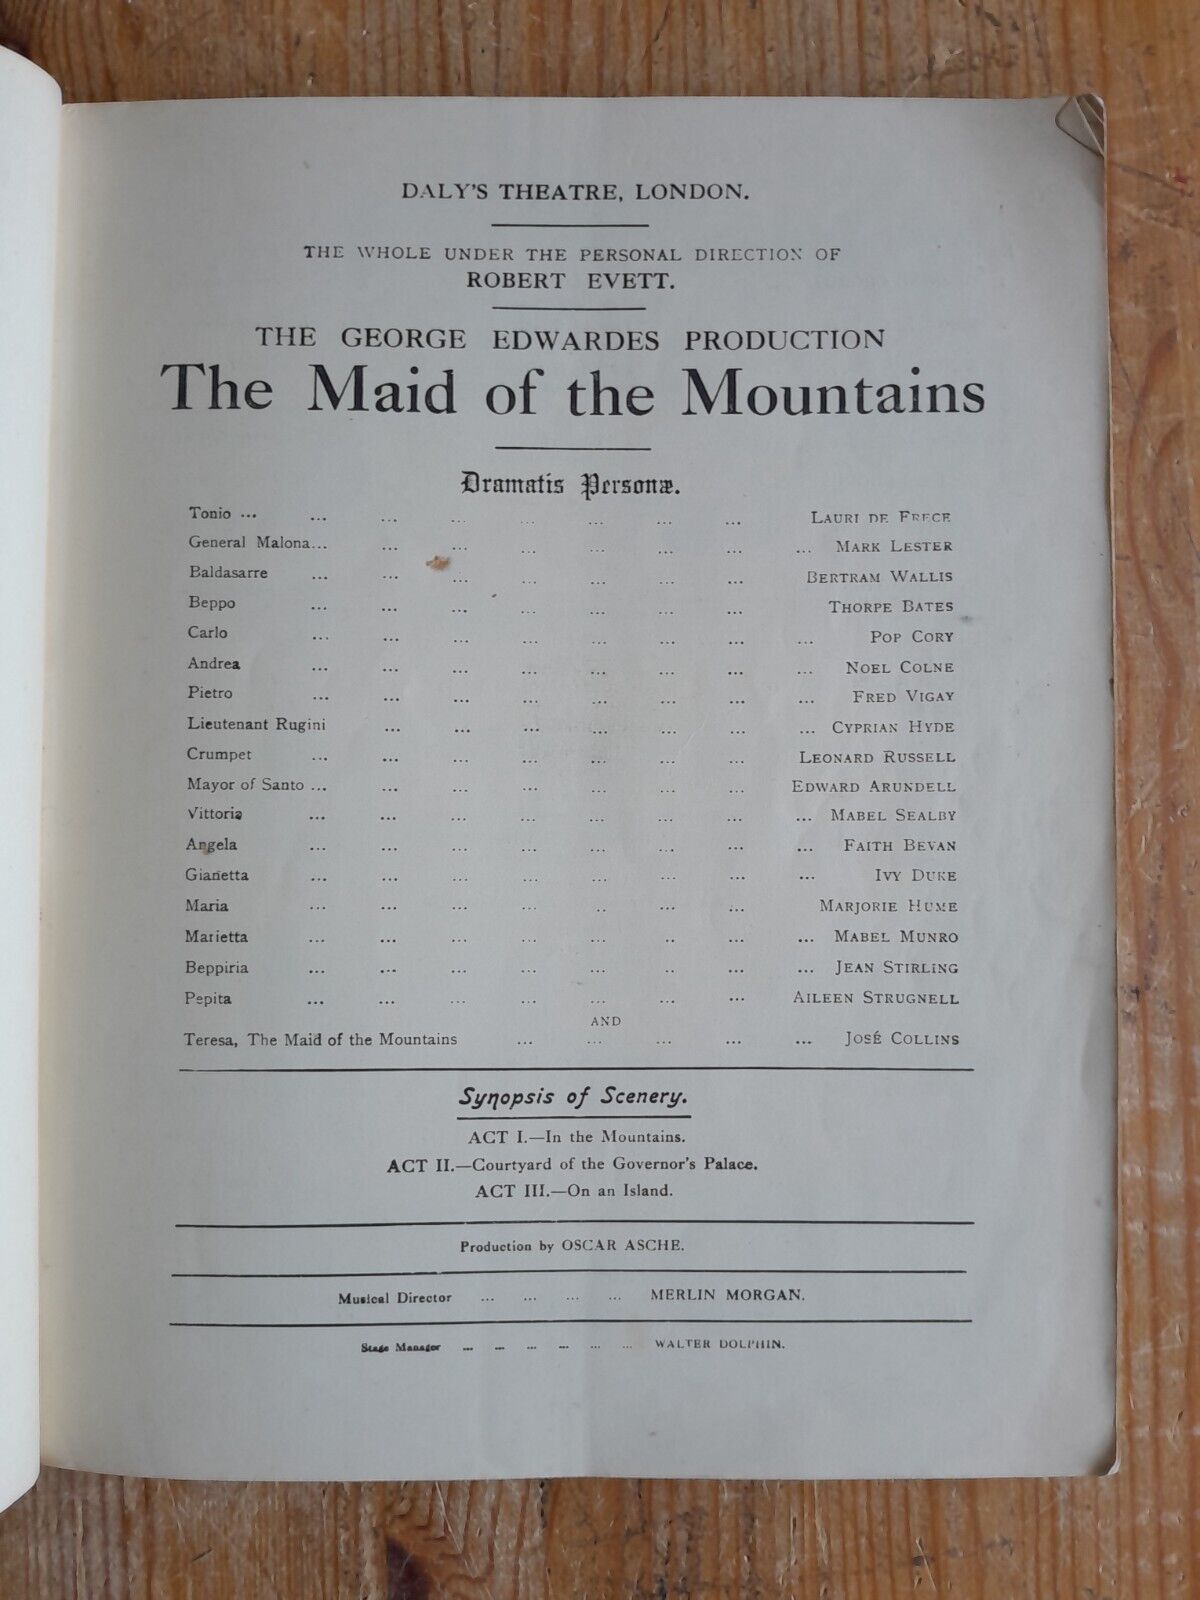 DALY'S THEATRE, LONDON.
THE WHOLE UNDER THE PERSONAL DIRECTION OF
ROBERT EVETT.
THE GEORGE EDWARDES PRODUCTION
The Maid of the Mountains
Dramatis Personæ.
Tonio ... ... ... ... ... ... ... ... LAURI DE FRECE
General Malona... ... ... ... ... ... ... ... MARK LESTER
Baldasarre ... ... ... ... ... ... ... BERTRAM WALLIS
Beppo ... ... ... ... ... ... ... THORPE BATES
Carlo ... ... ... ... ... ... ... ... POP CORY
Andrea ... ... ... ... ... ... ... ... NOEL COLNE
Pietro ... ... ... ... ... ... ... ... FRED VIGAY
Lieutenant Rugini ... ... ... ... ... ... ... CYPRIAN HYDE
Crumpet ... ... ... ... ... ... ... LEONARD RUSSELL
Mayor of Santo ... ... ... ... ... ... ... EDWARD ARUNDELL
Vittoria ... ... ... ... ... ... ... ... MABEL SEALBY
Angela ... ... ... ... ... ... ... ... FAITH BEVAN
Gianetta ... ... ... ... ... ... ... ... IVY DUKE
Maria ... ... ... ... .. ... ... MARJORIE HUME
Marietta ... ... ... ... ... .. ... ... MABEL MUNRO
Beppiria ... ... ... ... ... .. ... ... JEAN STIRLING
Pepita ... ... ... ... ... ... ... AILEEN STRUGNELL
AND
Teresa, The Maid of the Mountains ... ... ... ... ... JOSÉ COLLINS
Synopsis of Scenery.
ACT I.—In the Mountains.
ACT II.—Courtyard of the Governor's Palace.
ACT III.—On an Island.
Production by OSCAR ASCHE.
Musical Director ... ... ... ... MERLIN MORGAN.
Stage Manager ... ... ... ... ... ... WALTER DOLPHIN.